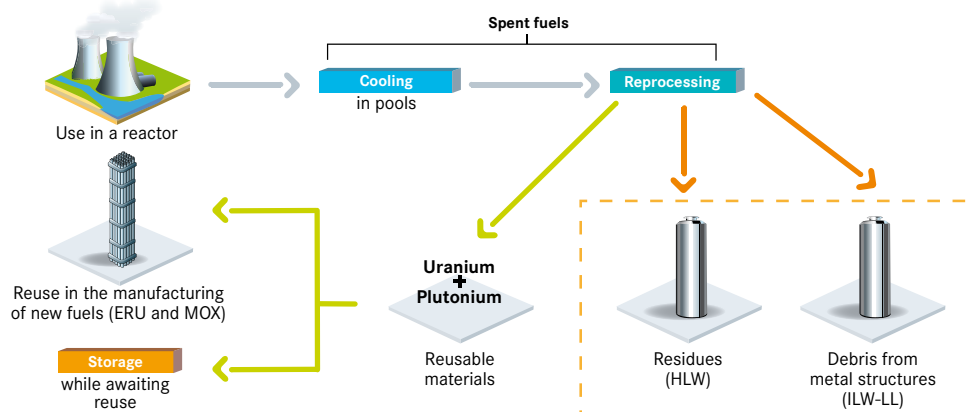 Spent fuels
Cooling
in pools
Reprocessing
Use in a reactor
Uranium
+
Plutonium
Reusable
materials
Reuse in the manufacturing
of new fuels (ERU and MOX)
Storage
while awaiting
reuse
Residues
(HLW)
Debris from
metal structures
(ILW-LL)